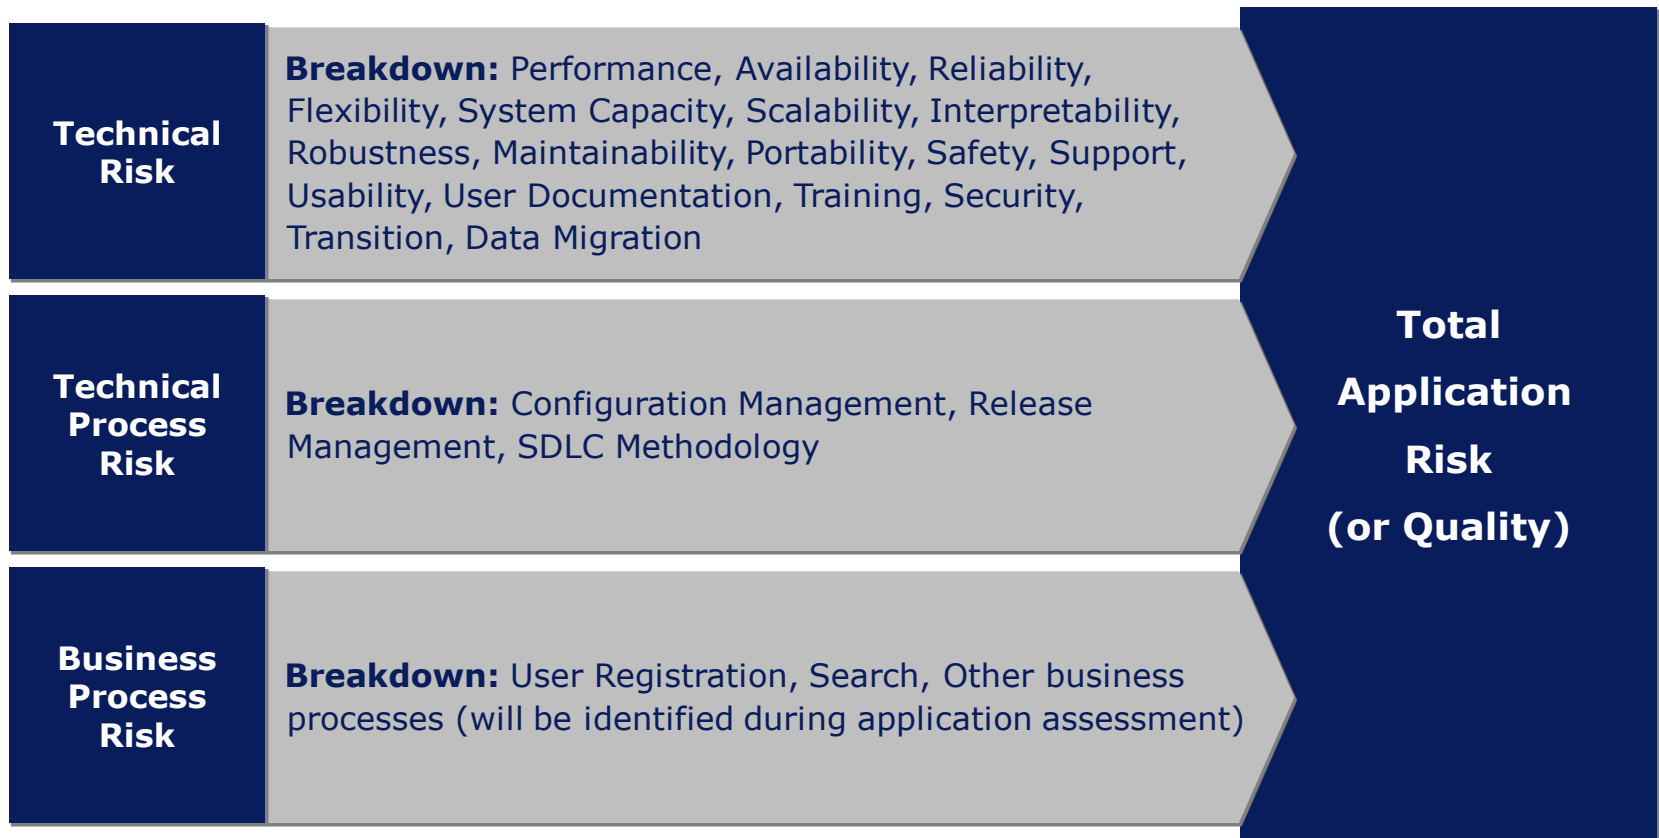 Technical
Risk
Breakdown: Performance, Availability, Reliability,
Flexibility, System Capacity, Scalability, Interpretability,
Robustness, Maintainability, Portability, Safety, Support,
Usability, User Documentation, Training, Security,
Transition, Data Migration
Technical
Process
Risk
Breakdown: Configuration Management, Release
Management, SDLC Methodology
Business
Process
Risk
Breakdown: User Registration, Search, Other business
processes (will be identified during application assessment)
Total
Application
Risk
(or Quality)